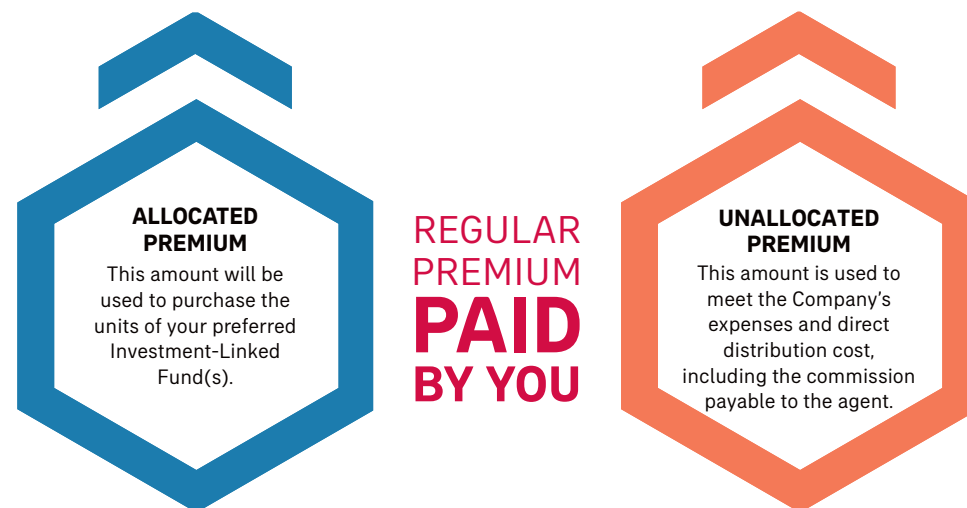 ALLOCATED
PREMIUM
This amount will be
used to purchase the
units of your preferred
Investment-Linked
Fund(s).
REGULAR
PREMIUM
PAID
BY YOU
UNALLOCATED
PREMIUM
This amount is used to
meet the Company’s
expenses and direct
distribution cost,
including the commission
payable to the agent.